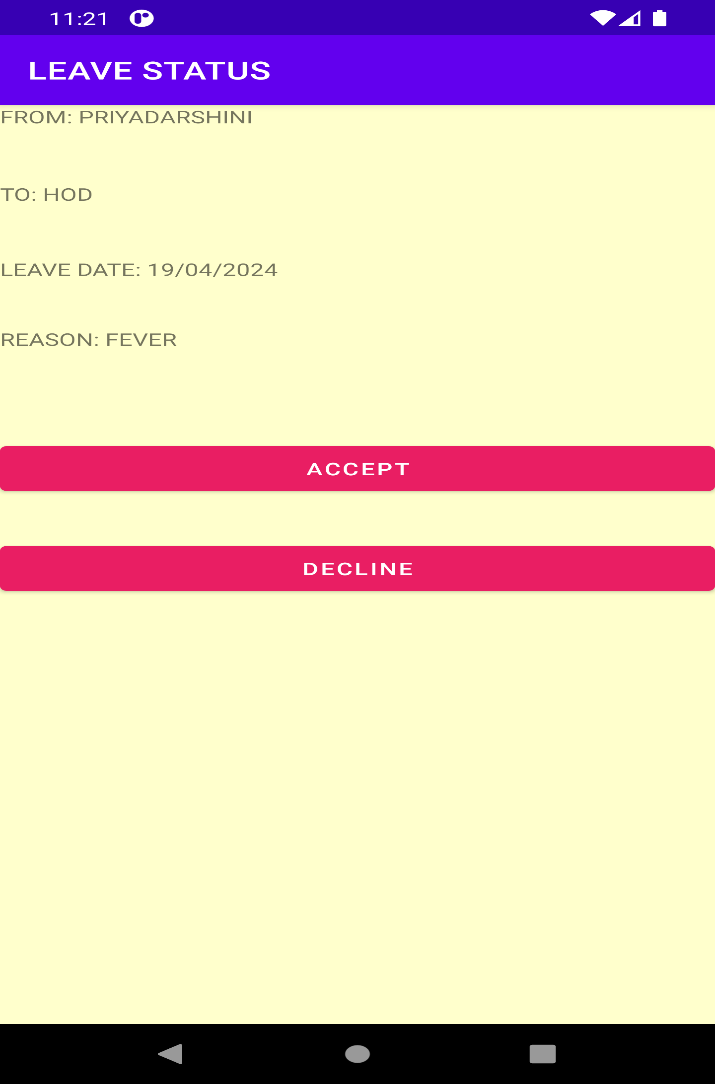 11:21
LEAVE STATUS
FROM: PRIYADARSHINI
TO: HOD
LEAVE DATE: 19/04/2024
REASON: FEVER
ACCEPT
DECLINE